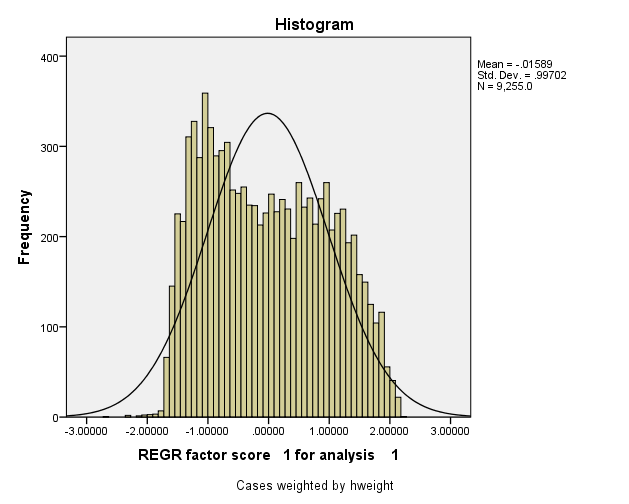 Histogram
Mean = -.01589
Std. Dev. = .99702
N = 9,255.0
400
300
200
100
0
Frequency
-3.00000 -2.00000 -1.00000 .00000 1.00000 2.00000 3.00000
REGR factor score 1 for analysis 1
Cases weighted by hweight